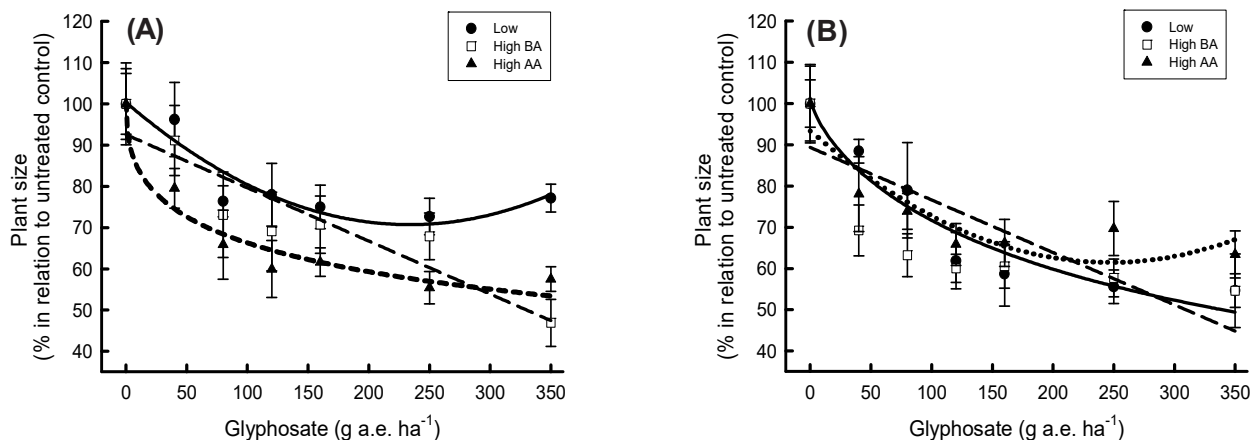 (A)
Low
High BA
High AA
120
110
100
90
80
70
60
50
40
Plant size
(% in relation to untreated control)
0 50 100 150 200 250 300 350
Glyphosate (g a.e. ha⁻¹)
(B)
Low
High BA
High AA
120
110
100
90
80
70
60
50
40
Plant size
(% in relation to untreated control)
0 50 100 150 200 250 300 350
Glyphosate (g a.e. ha⁻¹)